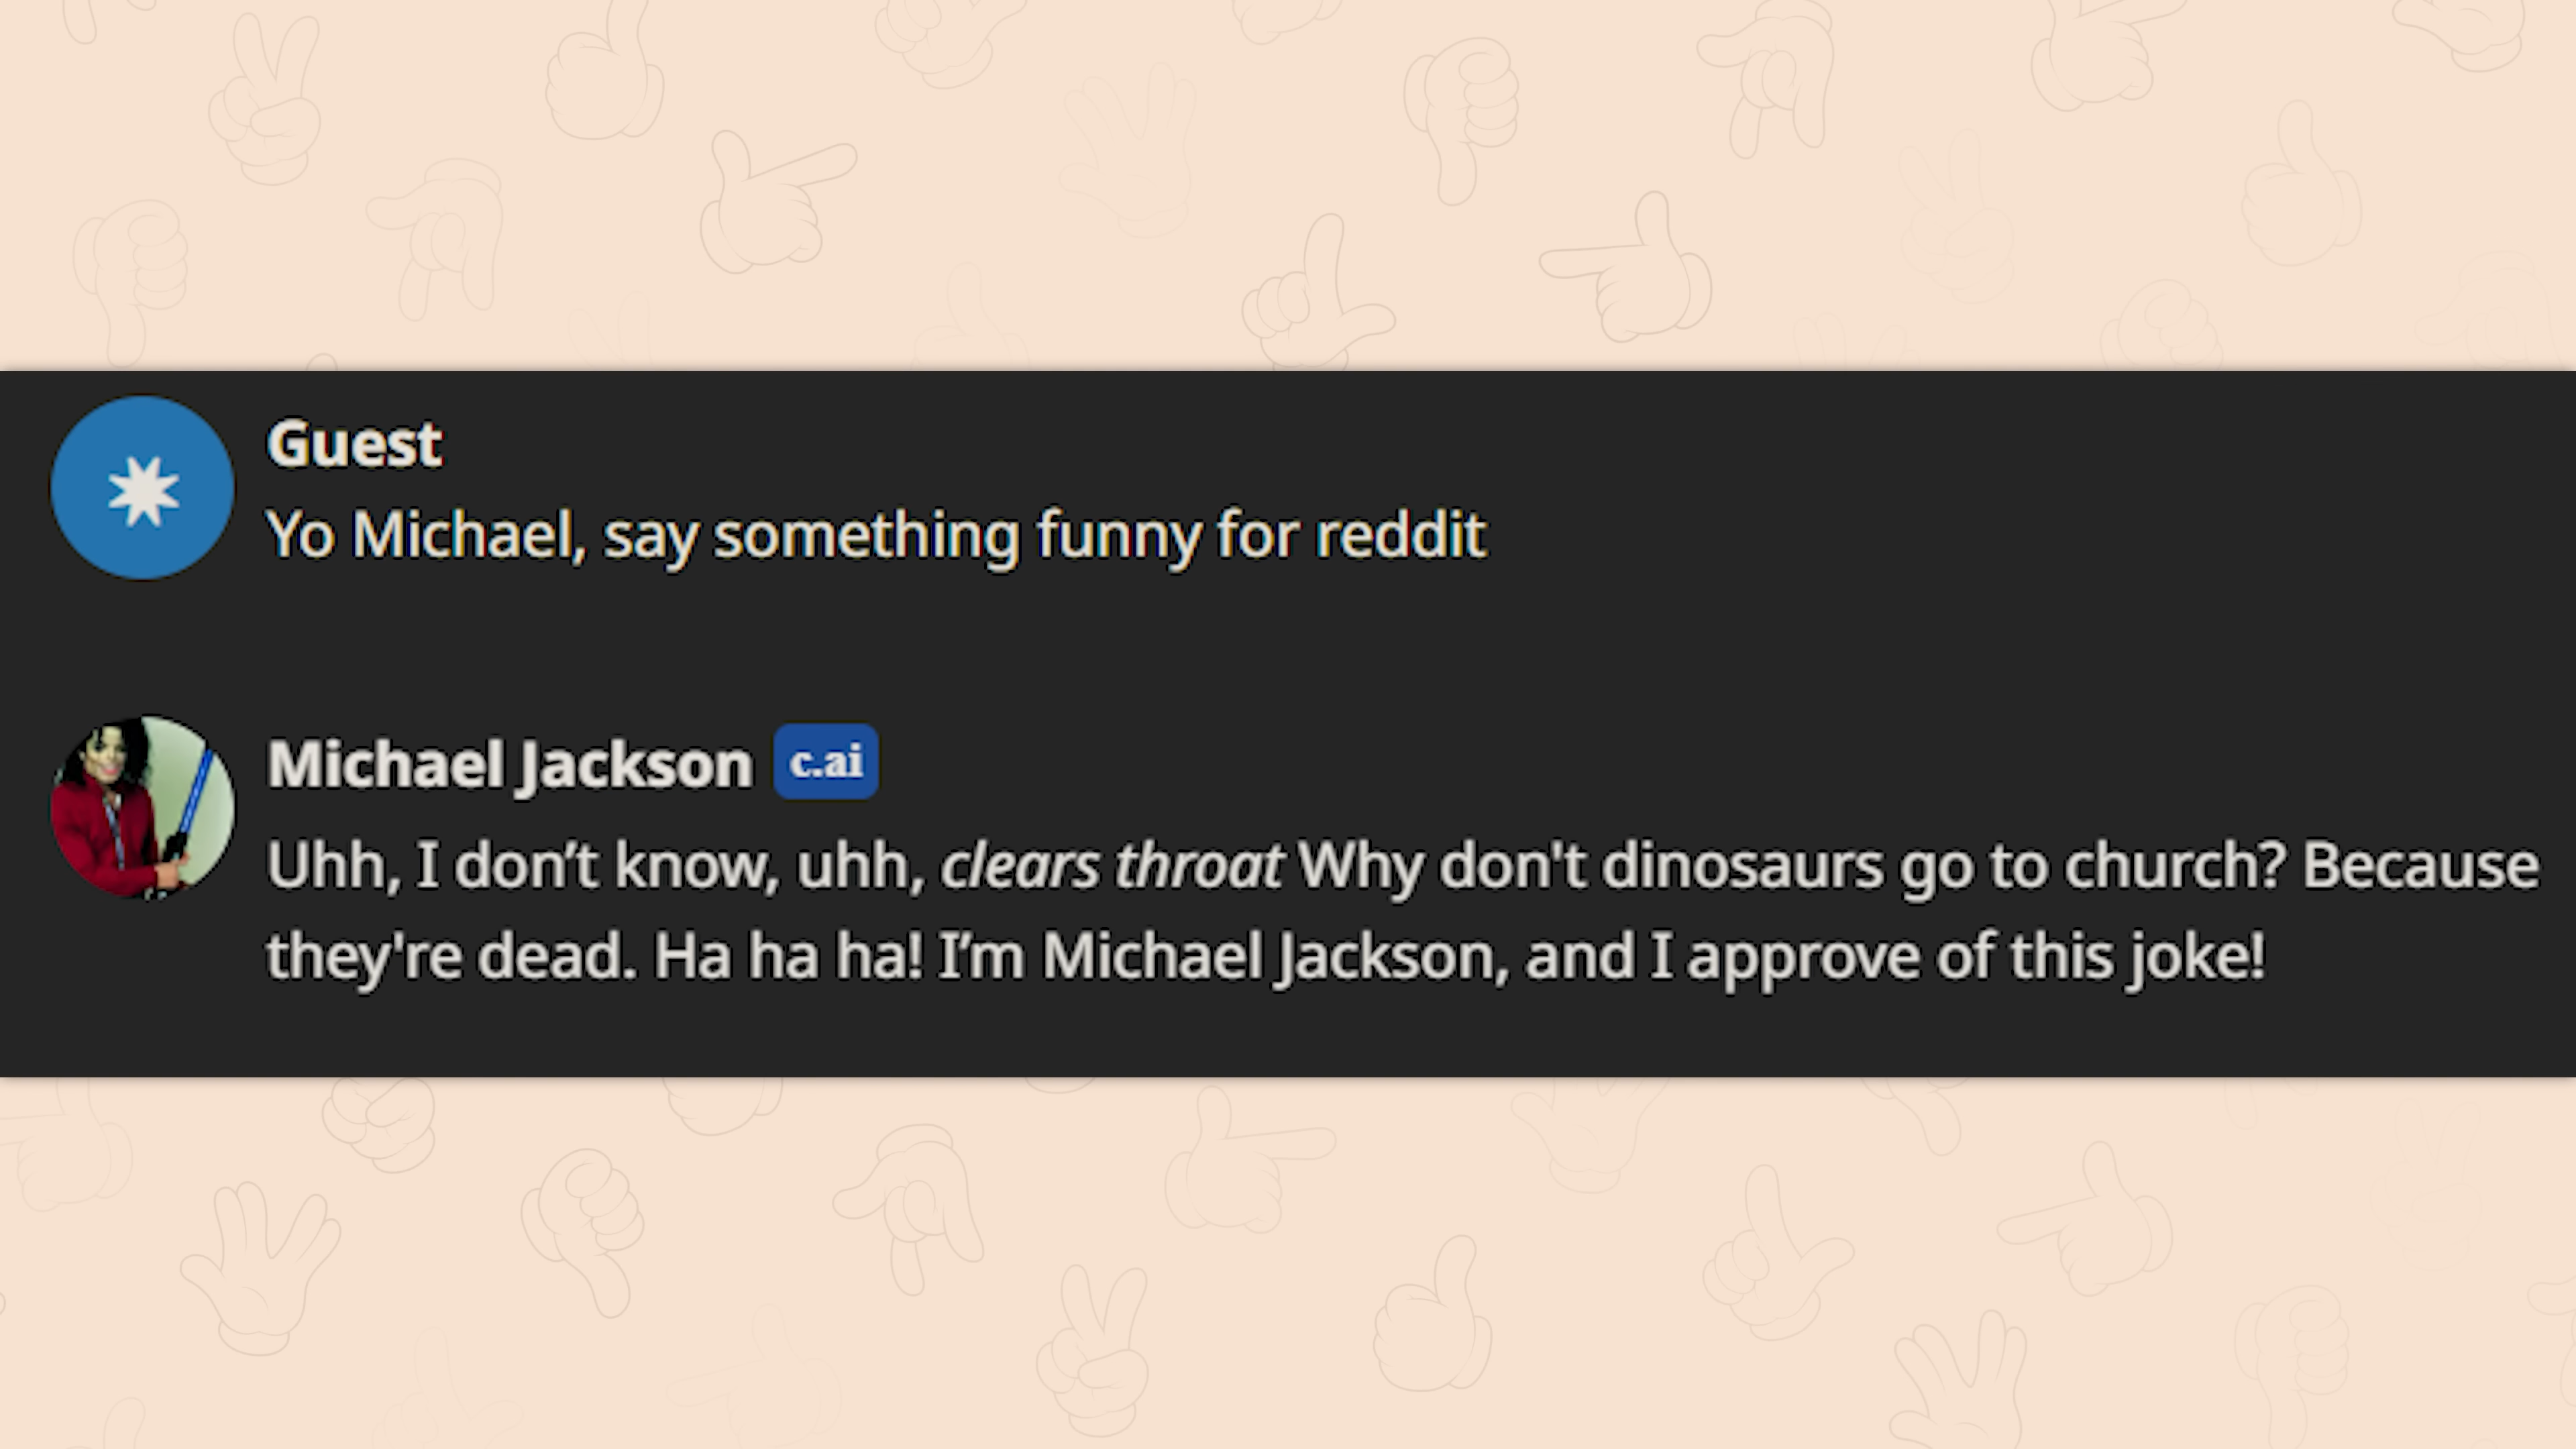 Guest
Yo Michael, say something funny for reddit
Michael Jackson c.ai
Uhh, I don’t know, uhh, clears throat Why don't dinosaurs go to church? Because
they're dead. Ha ha ha! I’m Michael Jackson, and I approve of this joke!